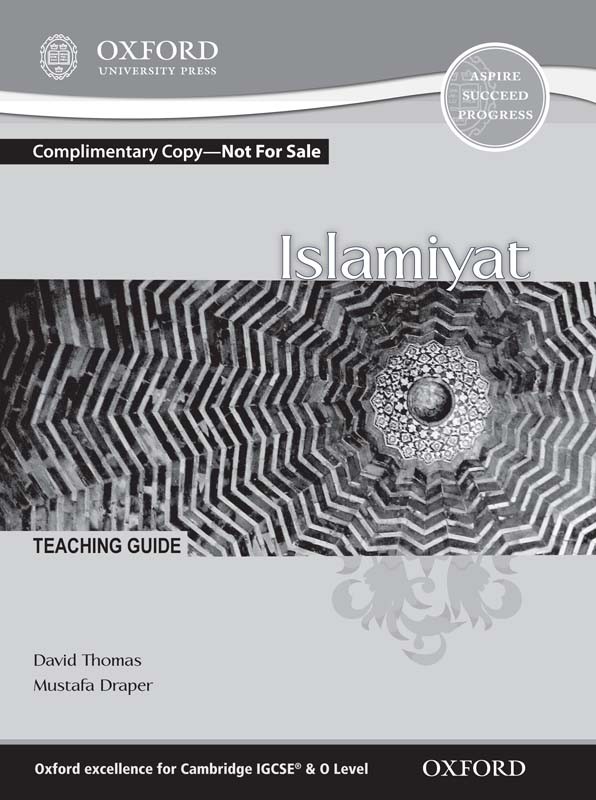 OXFORD
UNIVERSITY PRESS
ASPIRE
SUCCEED
PROGRESS
Complimentary Copy—Not For Sale
Islamiyat
TEACHING GUIDE
David Thomas
Mustafa Draper
Oxford excellence for Cambridge IGCSE® & O Level
OXFORD